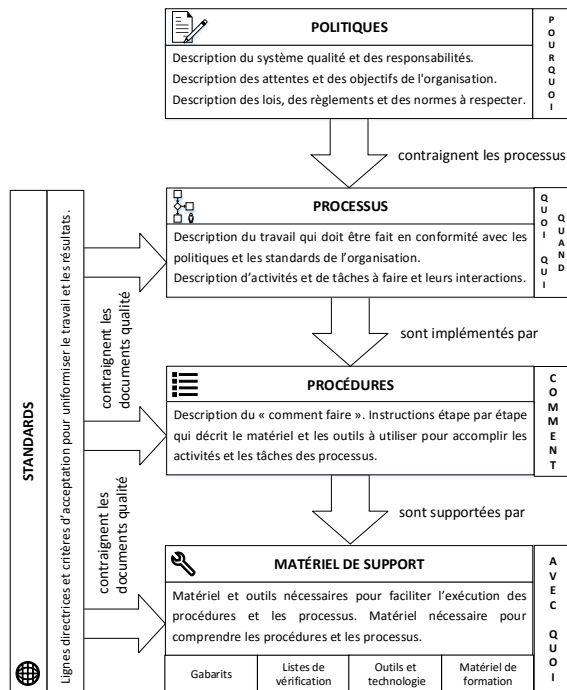 POLITIQUES
Description du système qualité et des responsabilités.
Description des attentes et des objectifs de l'organisation.
Description des lois, des règlements et des normes à respecter.
POURQUOI
contraignent les processus
PROCESSUS
Description du travail qui doit être fait en conformité avec les
politiques et les standards de l'organisation.
Description d'activités et de tâches à faire et leurs interactions.
QUOI QUI
QUAND
sont implémentés par
PROCÉDURES
Description du « comment faire ». Instructions étape par étape
qui décrit le matériel et les outils à utiliser pour accomplir les
activités et les tâches des processus.
COMMENT
sont supportées par
MATÉRIEL DE SUPPORT
Matériel et outils nécessaires pour faciliter l'exécution des
procédures et les processus. Matériel nécessaire pour
comprendre les procédures et les processus.
Gabarits
Listes de
vérification
Outils et
technologie
Matériel de
formation
AVEC QUOI
STANDARDS
Lignes directrices et critères d'acceptation pour uniformiser le travail et les résultats.
contraignent les
documents qualité
contraignent les
documents qualité